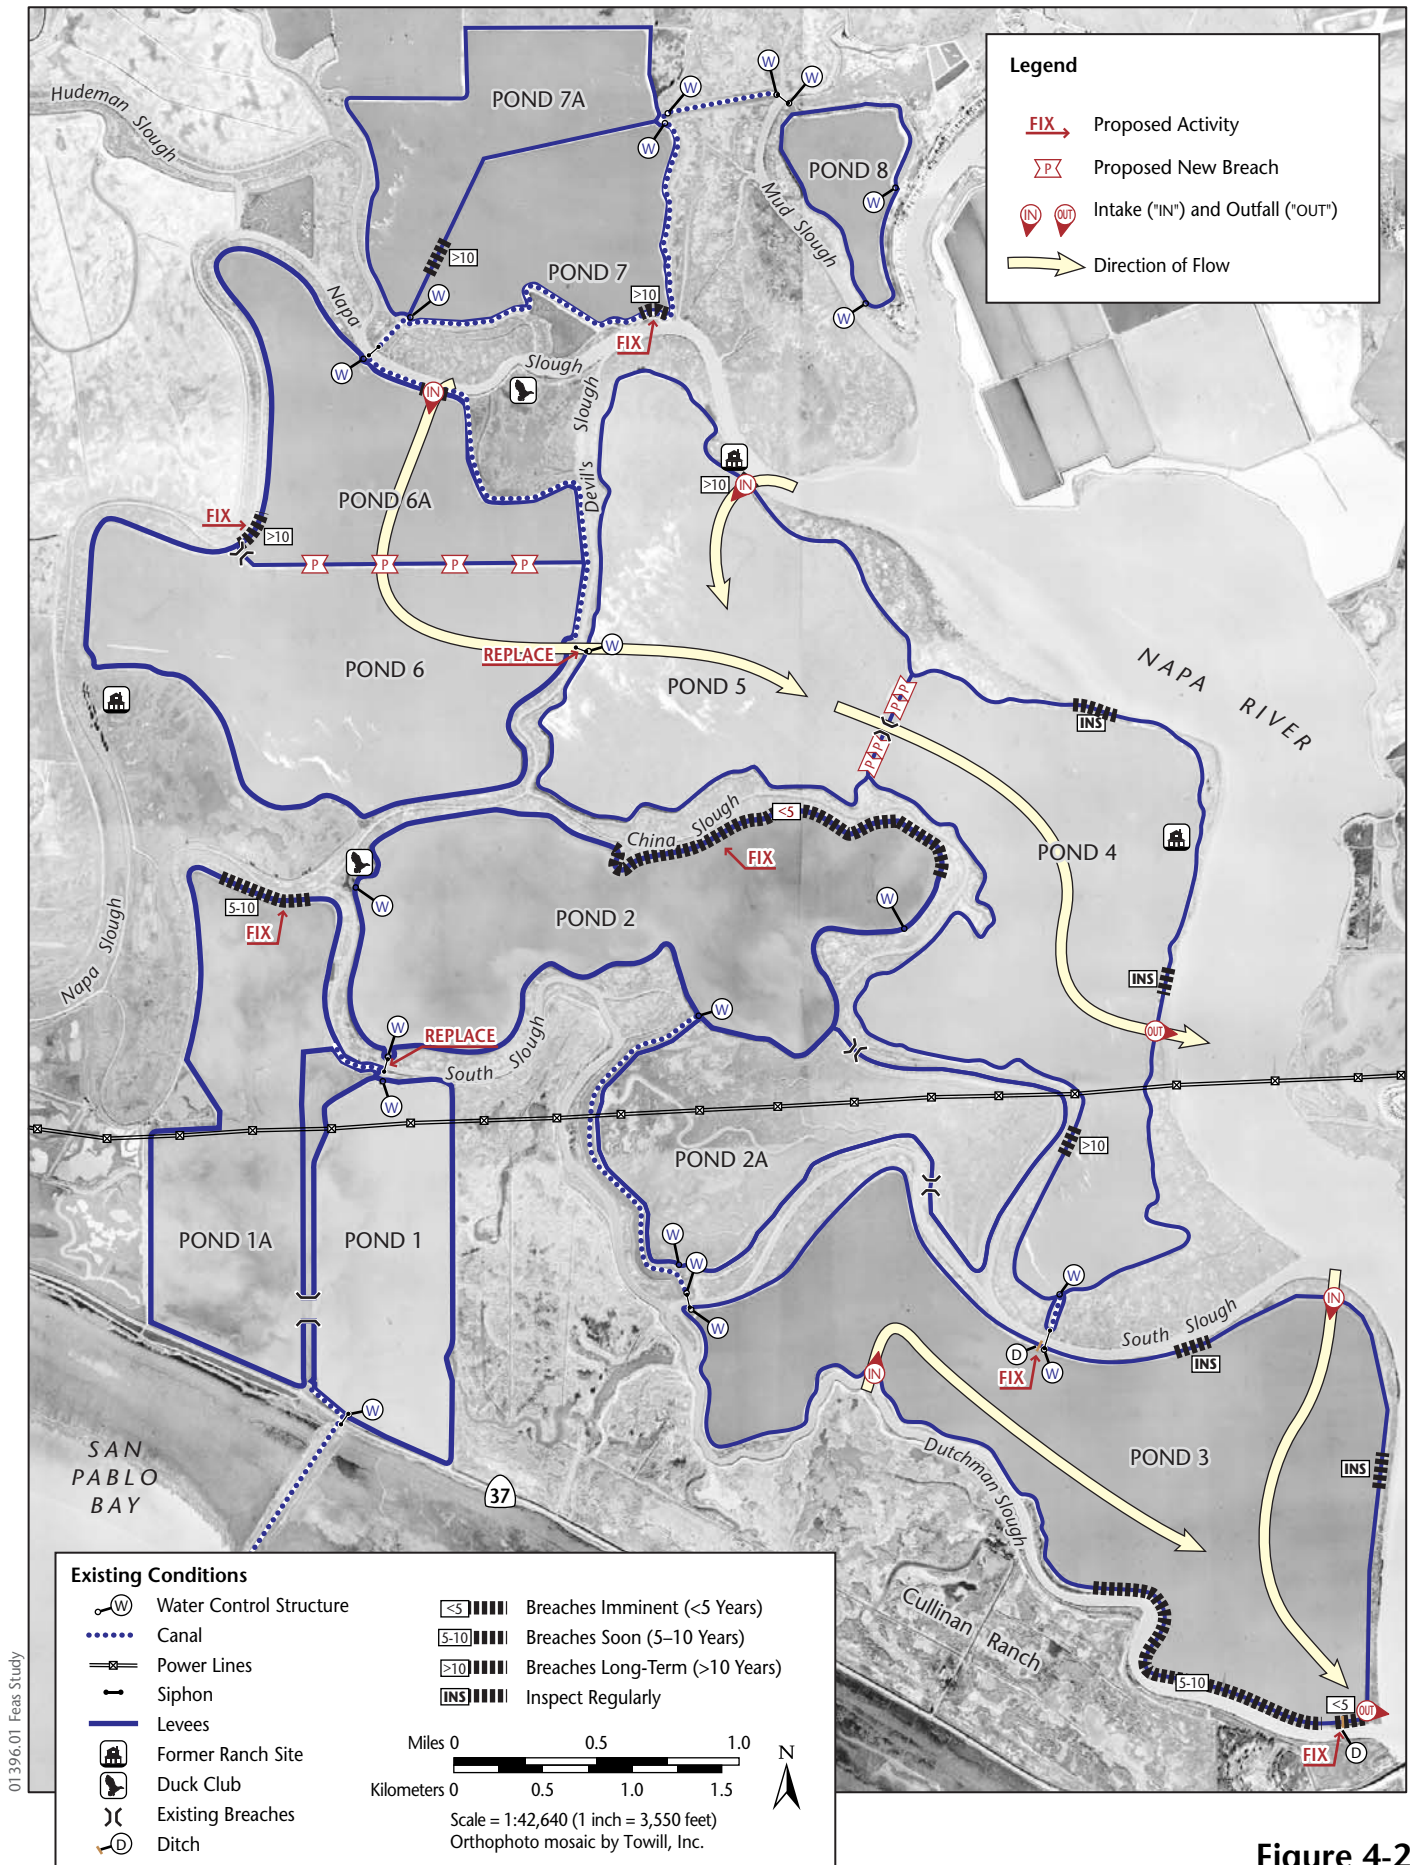 Legend
FIX Proposed Activity
P Proposed New Breach
IN OUT Intake ("IN") and Outfall ("OUT")
Direction of Flow
Hudeman Slough
POND 7A
W
W
W
W
POND 8
W
Mud Slough
W
>10
POND 7
>10
FIX
W
Napa
Slough
W
IN
Devil's Slough
>10
IN
POND 6A
FIX
>10
P
P
P
P
REPLACE
W
POND 6
POND 5
P
P
P
P
NAPA RIVER
INS
China Slough
<5
FIX
POND 4
5-10
FIX
W
POND 2
W
Napa Slough
INS
OUT
W
REPLACE
W
South Slough
W
>10
POND 2A
POND 1A
POND 1
W
W
W
W
IN
South Slough
INS
D
FIX
W
IN
W
SAN
PABLO
BAY
37
Dutchman Slough
POND 3
INS
Cullinan Ranch
5-10
<5
OUT
FIX
D
Existing Conditions
W Water Control Structure
Canal
Power Lines
Siphon
Levees
Former Ranch Site
Duck Club
Existing Breaches
D Ditch
<5 Breaches Imminent (<5 Years)
5-10 Breaches Soon (5–10 Years)
>10 Breaches Long-Term (>10 Years)
INS Inspect Regularly
Miles 0 0.5 1.0
Kilometers 0 0.5 1.0 1.5
N
Scale = 1:42,640 (1 inch = 3,550 feet)
Orthophoto mosaic by Towill, Inc.
01396.01 Feas Study
Figure 4-2